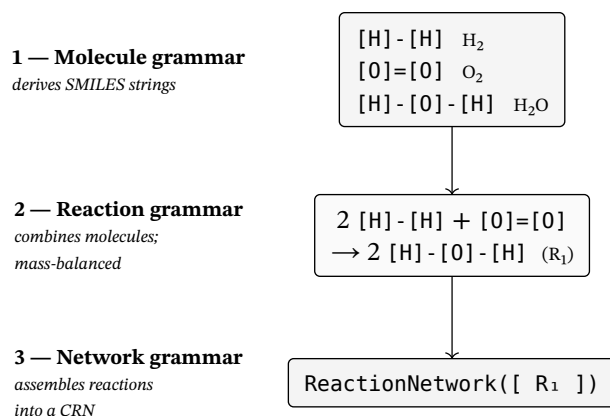 1 — Molecule grammar
derives SMILES strings
[H]-[H] H₂
[O]=[O] O₂
[H]-[O]-[H] H₂O
2 — Reaction grammar
combines molecules;
mass-balanced
2 [H]-[H] + [O]=[O]
→ 2 [H]-[O]-[H] (R₁)
3 — Network grammar
assembles reactions
into a CRN
ReactionNetwork([ R₁ ])